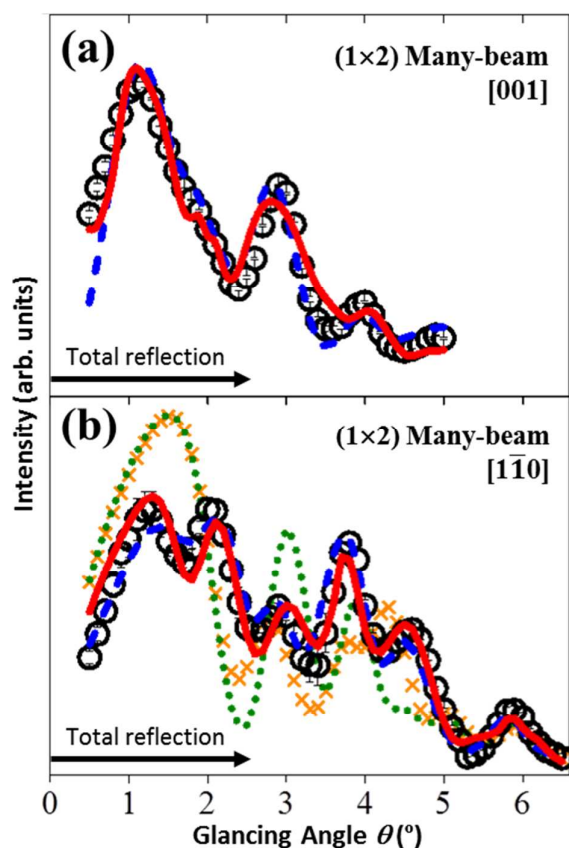 (a)
(1×2) Many-beam
[001]
Total reflection
Intensity (arb. units)
(b)
(1×2) Many-beam
[11̅0]
Total reflection
0 1 2 3 4 5 6
Glancing Angle θ(º)